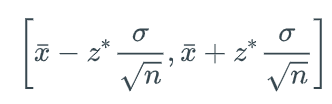 [x̄ − z* σ/√n, x̄ + z* σ/√n]